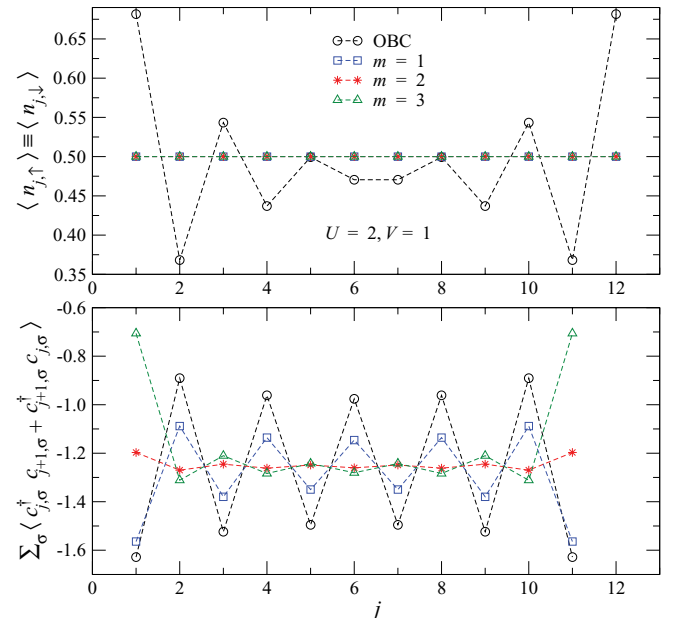 ⟨ n_{j,↑} ⟩ ≡ ⟨ n_{j,↓} ⟩
0.65
0.60
0.55
0.50
0.45
0.40
0.35
OBC
m = 1
m = 2
m = 3
U = 2, V = 1
0 2 4 6 8 10 12
Σ_σ ⟨ c†_{j,σ} c_{j+1,σ} + c†_{j+1,σ} c_{j,σ} ⟩
-0.6
-0.8
-1.0
-1.2
-1.4
-1.6
0 2 4 6 8 10 12
j